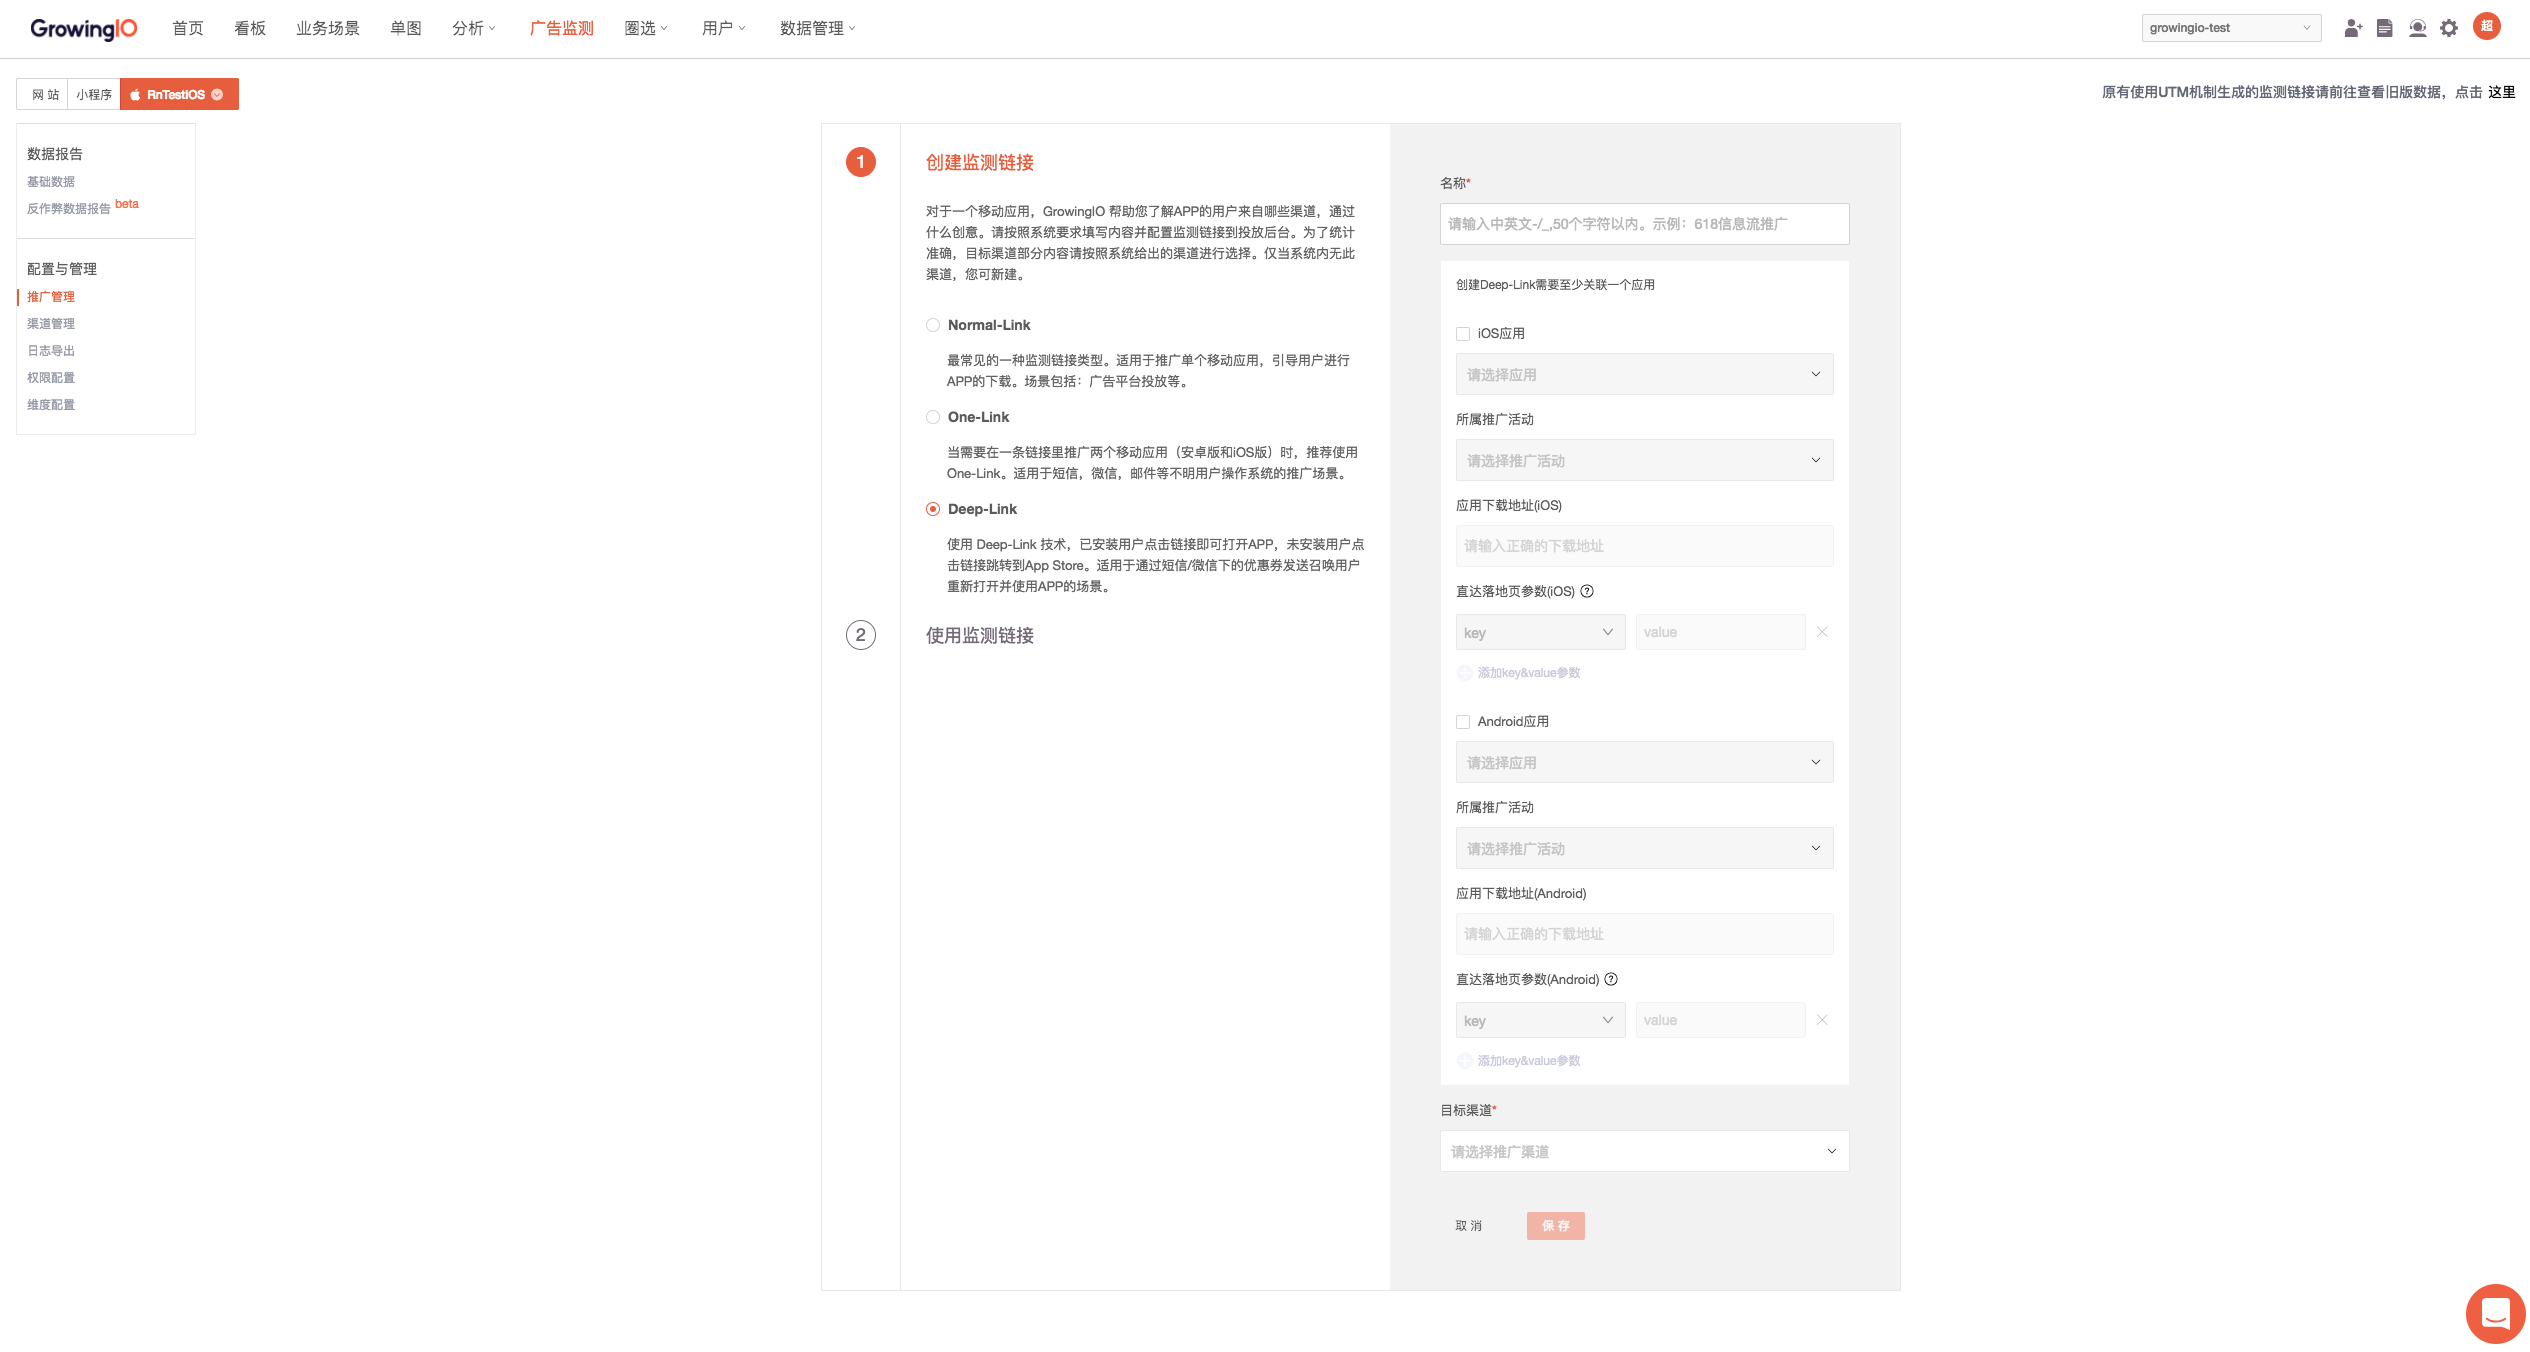 GrowingIO
首页 看板 业务场景 单图 分析 广告监测 圈选 用户 数据管理
growingio-test
超
网 站 小程序 RnTestIOS
原有使用UTM机制生成的监测链接请前往查看旧版数据，点击 这里
数据报告
基础数据
反作弊数据报告 beta
配置与管理
推广管理
渠道管理
日志导出
权限配置
维度配置
1
创建监测链接
对于一个移动应用，GrowingIO 帮助您了解APP的用户来自哪些渠道，通过
什么创意。请按照系统要求填写内容并配置监测链接到投放后台。为了统计
准确，目标渠道部分内容请按照系统给出的渠道进行选择。仅当系统内无此
渠道，您可新建。
Normal-Link
最常见的一种监测链接类型。适用于推广单个移动应用，引导用户进行
APP的下载。场景包括：广告平台投放等。
One-Link
当需要在一条链接里推广两个移动应用（安卓版和iOS版）时，推荐使用
One-Link。适用于短信，微信，邮件等不明用户操作系统的推广场景。
Deep-Link
使用 Deep-Link 技术，已安装用户点击链接即可打开APP，未安装用户点
击链接跳转到App Store。适用于通过短信/微信下的优惠券发送召唤用户
重新打开并使用APP的场景。
2
使用监测链接
名称*
请输入中英文-/_,50个字符以内。示例：618信息流推广
创建Deep-Link需要至少关联一个应用
iOS应用
请选择应用
所属推广活动
请选择推广活动
应用下载地址(iOS)
请输入正确的下载地址
直达落地页参数(iOS) ?
key value
添加key&value参数
Android应用
请选择应用
所属推广活动
请选择推广活动
应用下载地址(Android)
请输入正确的下载地址
直达落地页参数(Android) ?
key value
添加key&value参数
目标渠道*
请选择推广渠道
取 消 保 存